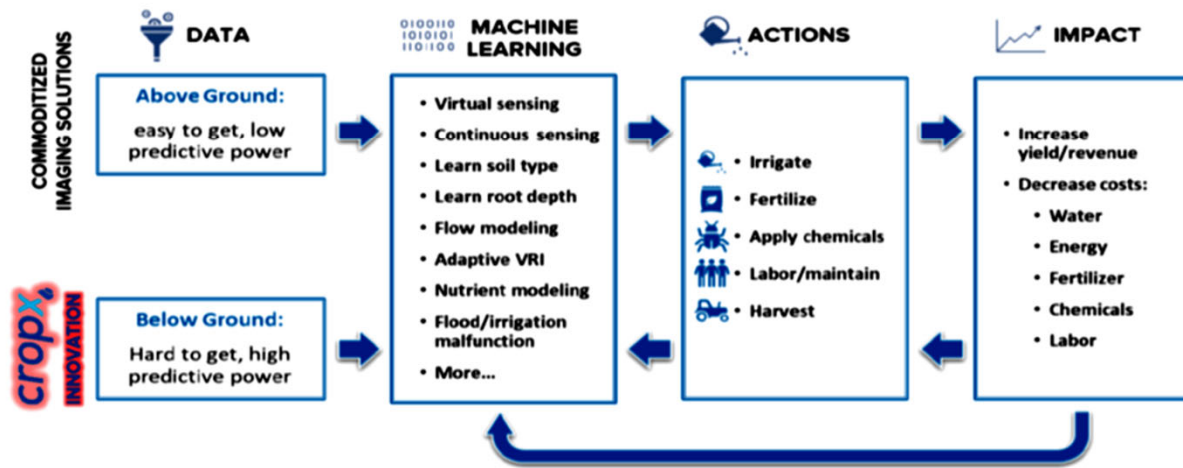 DATA
MACHINE
LEARNING
ACTIONS
IMPACT
0100110
1010101
1101100
COMMODITIZED
IMAGING SOLUTIONS
Above Ground:
easy to get, low
predictive power
cropx
INNOVATION
Below Ground:
Hard to get, high
predictive power
• Virtual sensing
• Continuous sensing
• Learn soil type
• Learn root depth
• Flow modeling
• Adaptive VRI
• Nutrient modeling
• Flood/irrigation
malfunction
• More...
• Irrigate
• Fertilize
• Apply chemicals
• Labor/maintain
• Harvest
• Increase
yield/revenue
• Decrease costs:
• Water
• Energy
• Fertilizer
• Chemicals
• Labor